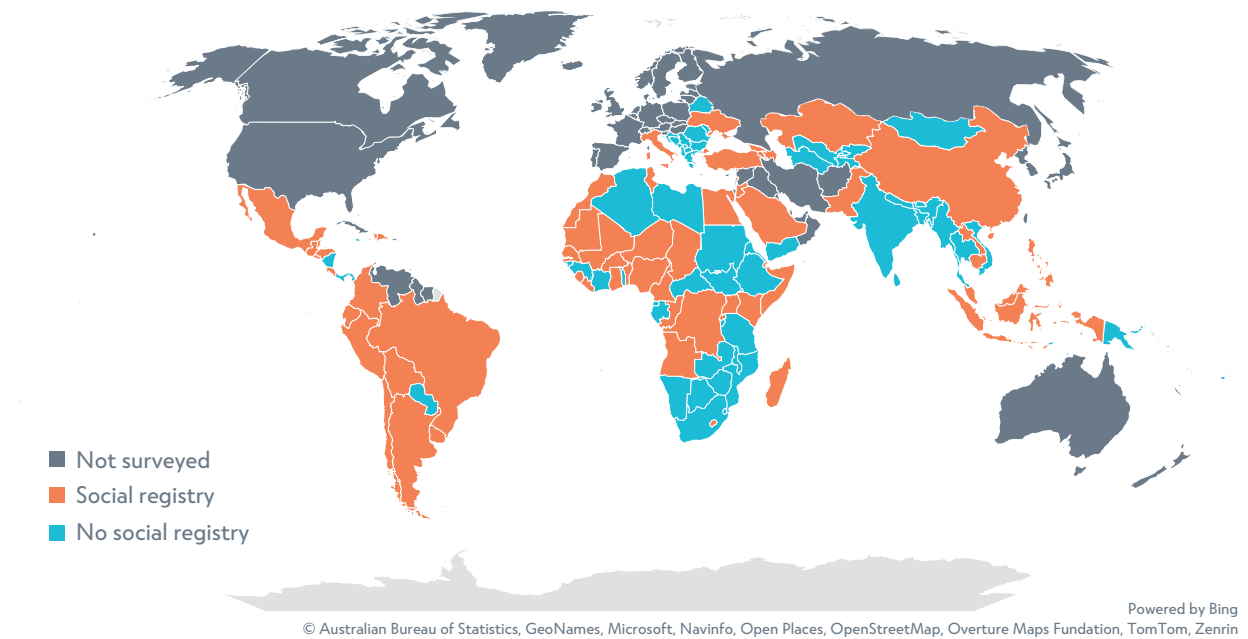 Not surveyed
Social registry
No social registry
Powered by Bing
© Australian Bureau of Statistics, GeoNames, Microsoft, Navinfo, Open Places, OpenStreetMap, Overture Maps Fundation, TomTom, Zenrin